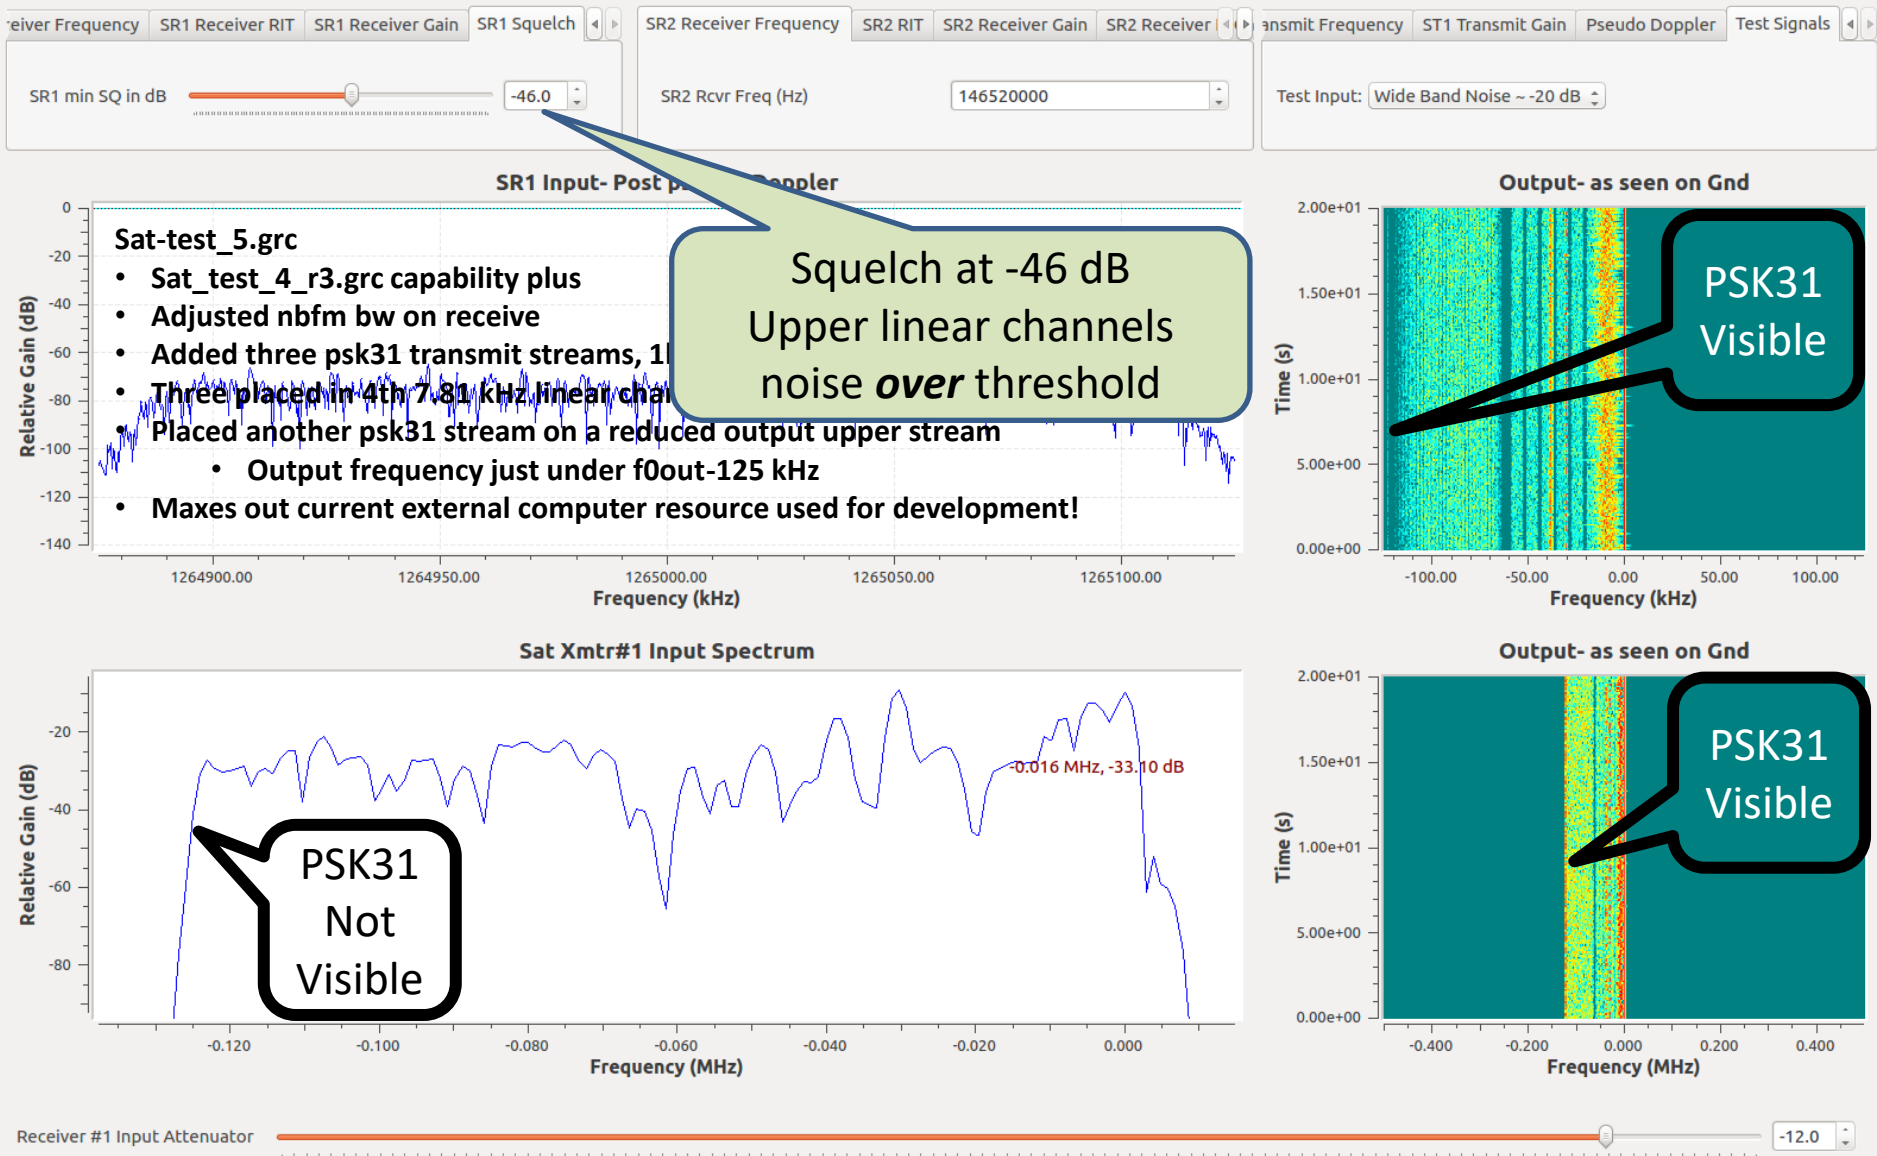 eiver Frequency SR1 Receiver RIT SR1 Receiver Gain SR1 Squelch
SR1 min SQ in dB -46.0
SR2 Receiver Frequency SR2 RIT SR2 Receiver Gain SR2 Receiver
SR2 Rcvr Freq (Hz) 146520000
ansmit Frequency ST1 Transmit Gain Pseudo Doppler Test Signals
Test Input: Wide Band Noise ~ -20 dB
SR1 Input- Post Doppler
Relative Gain (dB)
0
-20
-40
-60
-80
-100
-120
-140
Sat-test_5.grc
• Sat_test_4_r3.grc capability plus
• Adjusted nbfm bw on receive
• Added three psk31 transmit streams,
• Three placed in 4th 7.81 kHz linear
• Placed another psk31 stream on a reduced output upper stream
• Output frequency just under f0out-125 kHz
• Maxes out current external computer resource used for development!
Squelch at -46 dB
Upper linear channels
noise over threshold
1264900.00 1264950.00 1265000.00 1265050.00 1265100.00
Frequency (kHz)
Output- as seen on Gnd
Time (s)
2.00e+01
1.50e+01
1.00e+01
5.00e+00
0.00e+00
PSK31
Visible
-100.00 -50.00 0.00 50.00 100.00
Frequency (kHz)
Sat Xmtr#1 Input Spectrum
Relative Gain (dB)
-20
-40
-60
-80
-0.016 MHz, -33.10 dB
PSK31
Not
Visible
-0.120 -0.100 -0.080 -0.060 -0.040 -0.020 0.000
Frequency (MHz)
Output- as seen on Gnd
Time (s)
2.00e+01
1.50e+01
1.00e+01
5.00e+00
0.00e+00
PSK31
Visible
-0.400 -0.200 0.000 0.200 0.400
Frequency (MHz)
Receiver #1 Input Attenuator -12.0